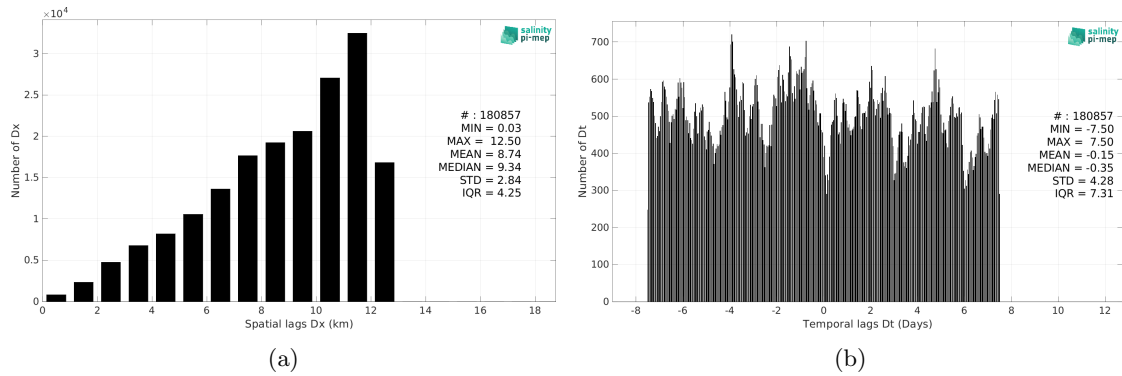 ×10⁴
salinity
pi-mep
3
2.5
2
1.5
1
0.5
0
Number of Dx
# : 180857
MIN = 0.03
MAX = 12.50
MEAN = 8.74
MEDIAN = 9.34
STD = 2.84
IQR = 4.25
0 2 4 6 8 10 12 14 16 18
Spatial lags Dx (km)
(a)
salinity
pi-mep
700
600
500
400
300
200
100
0
Number of Dt
# : 180857
MIN = -7.50
MAX = 7.50
MEAN = -0.15
MEDIAN = -0.35
STD = 4.28
IQR = 7.31
-8 -6 -4 -2 0 2 4 6 8 10 12
Temporal lags Dt (Days)
(b)